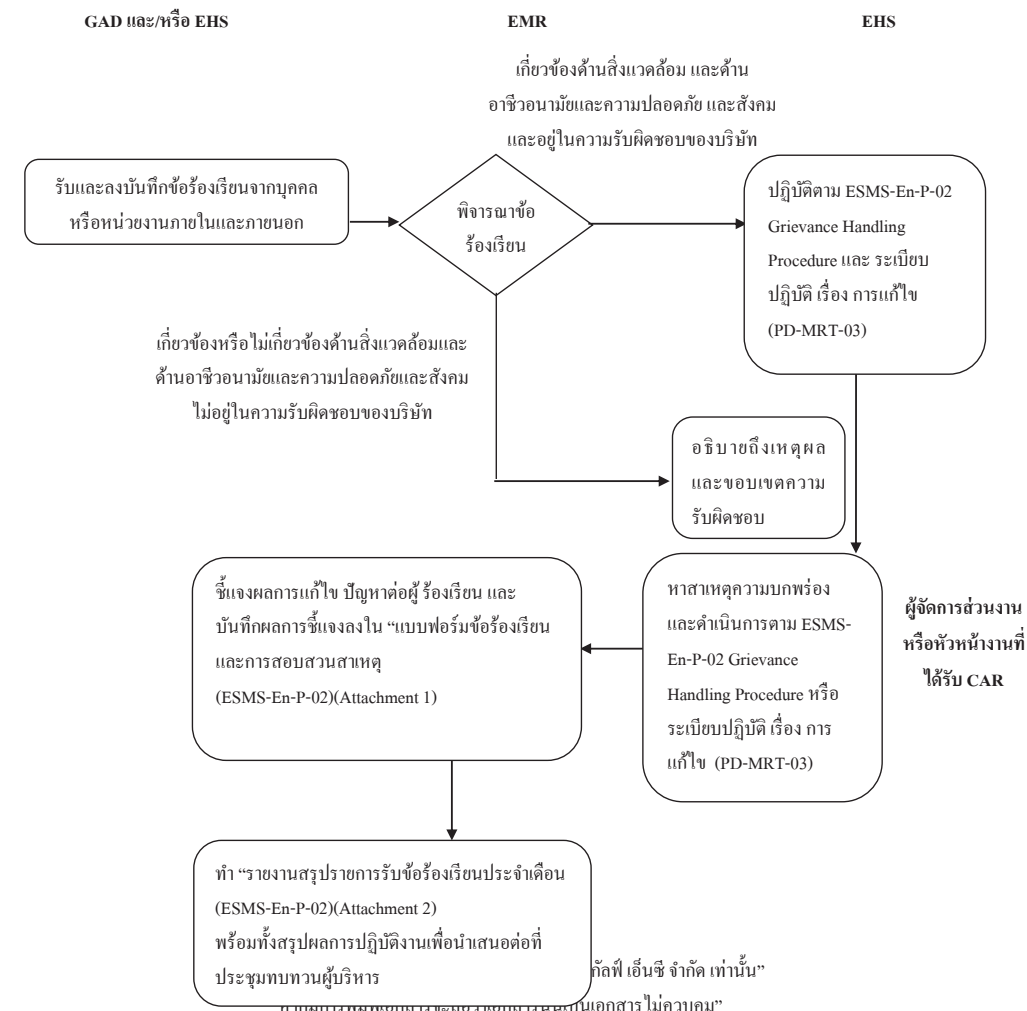 GAD และ/หรือ EHS
EMR
EHS
เกี่ยวข้องด้านสิ่งแวดล้อม และด้าน
อาชีวอนามัยและความปลอดภัย และสังคม
และอยู่ในความรับผิดชอบของบริษัท
รับและลงบันทึกข้อร้องเรียนจากบุคคล
หรือหน่วยงานภายในและภายนอก
พิจารณาข้อ
ร้องเรียน
ปฏิบัติตาม ESMS-En-P-02
Grievance Handling
Procedure และ ระเบียบ
ปฏิบัติ เรื่อง การแก้ไข
(PD-MRT-03)
เกี่ยวข้องหรือไม่เกี่ยวข้องด้านสิ่งแวดล้อมและ
ด้านอาชีวอนามัยและความปลอดภัยและสังคม
ไม่อยู่ในความรับผิดชอบของบริษัท
อธิบายถึงเหตุผล
และขอบเขตความ
รับผิดชอบ
ชี้แจงผลการแก้ไข ปัญหาต่อผู้ ร้องเรียน และ
บันทึกผลการชี้แจงลงใน “แบบฟอร์มข้อร้องเรียน
และการสอบสวนสาเหตุ
(ESMS-En-P-02)(Attachment 1)
หาสาเหตุความบกพร่อง
และดำเนินการตาม ESMS-
En-P-02 Grievance
Handling Procedure หรือ
ระเบียบปฏิบัติ เรื่อง การ
แก้ไข (PD-MRT-03)
ผู้จัดการส่วนงาน
หรือหัวหน้างานที่
ได้รับ CAR
ทำ “รายงานสรุปรายการรับข้อร้องเรียนประจำเดือน
(ESMS-En-P-02)(Attachment 2)
พร้อมทั้งสรุปผลการปฏิบัติงานเพื่อนำเสนอต่อที่
ประชุมทบทวนผู้บริหาร
กัลฟ์ เอ็นซี จำกัด เท่านั้น”
เป็นเอกสารไม่ควบคุม”